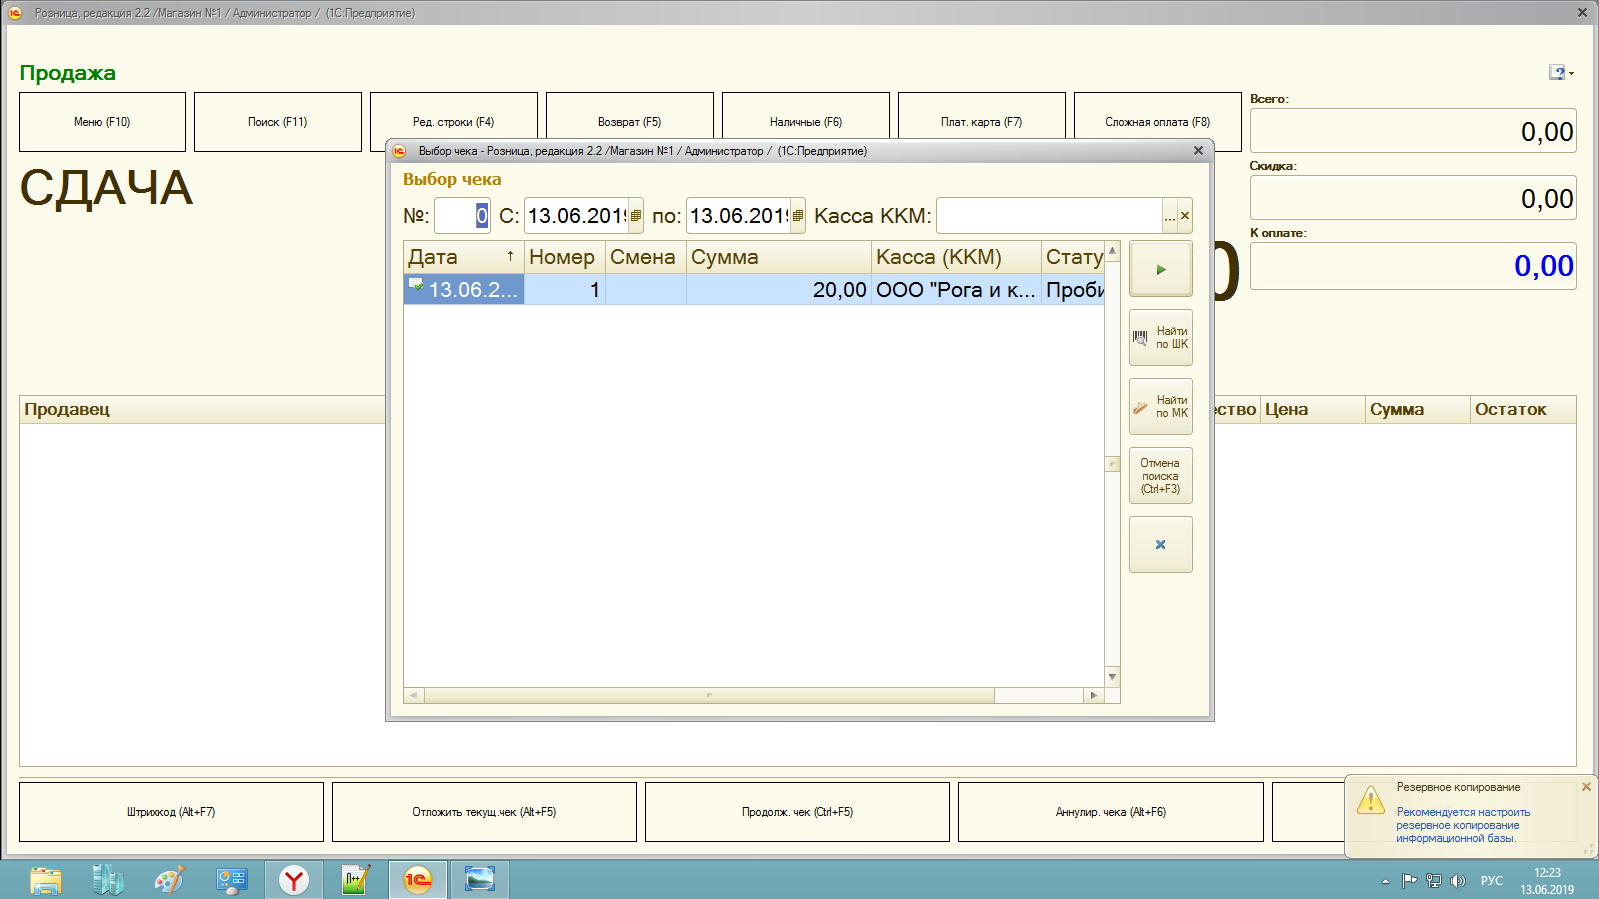 Розница, редакция 2.2 /Магазин №1 / Администратор / (1С:Предприятие)
Продажа
Меню (F10)
Поиск (F11)
Ред. строки (F4)
Возврат (F5)
Наличные (F6)
Плат. карта (F7)
Сложная оплата (F8)
Всего:
0,00
Скидка:
0,00
К оплате:
0,00
СДАЧА
0
Выбор чека - Розница, редакция 2.2 /Магазин №1 / Администратор / (1С:Предприятие)
Выбор чека
№: 0 С: 13.06.2019 по: 13.06.2019 Касса ККМ:
Дата Номер Смена Сумма Касса (ККМ) Стату
13.06.2... 1 20,00 ООО "Рога и к... Проби
Найти
по ШК
Найти
по МК
Отмена
поиска
(Ctrl+F3)
Продавец ество Цена Сумма Остаток
Штрихкод (Alt+F7)
Отложить текущ.чек (Alt+F5)
Продолж. чек (Ctrl+F5)
Аннулир. чека (Alt+F6)
Резервное копирование
Рекомендуется настроить
резервное копирование
информационной базы.
РУС
12:23
13.06.2019